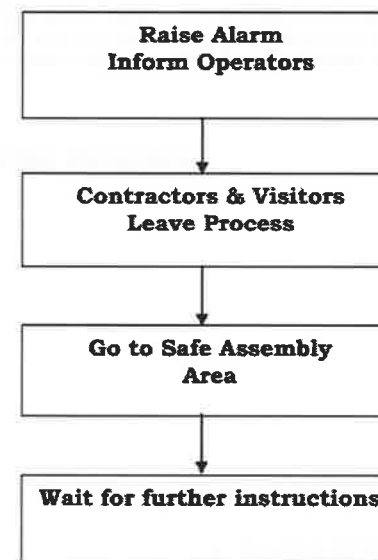 Raise Alarm
Inform Operators
Contractors & Visitors
Leave Process
Go to Safe Assembly
Area
Wait for further instructions